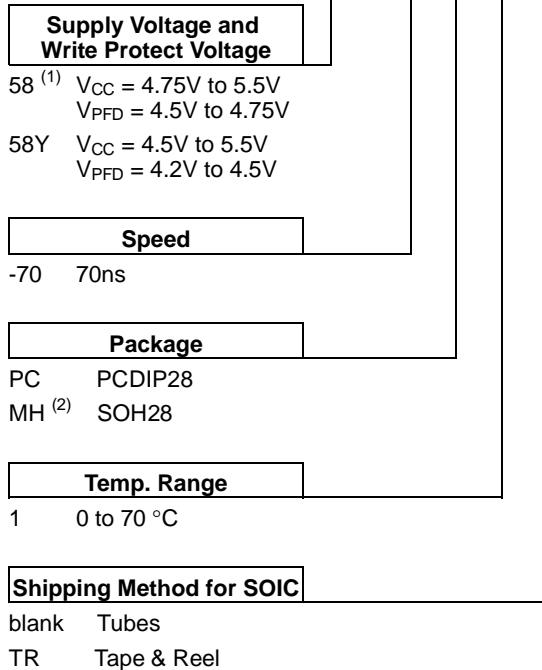 Supply Voltage and
Write Protect Voltage
58 (1) VCC = 4.75V to 5.5V
VPFD = 4.5V to 4.75V
58Y VCC = 4.5V to 5.5V
VPFD = 4.2V to 4.5V
Speed
-70 70ns
Package
PC PCDIP28
MH (2) SOH28
Temp. Range
1 0 to 70 °C
Shipping Method for SOIC
blank Tubes
TR Tape & Reel